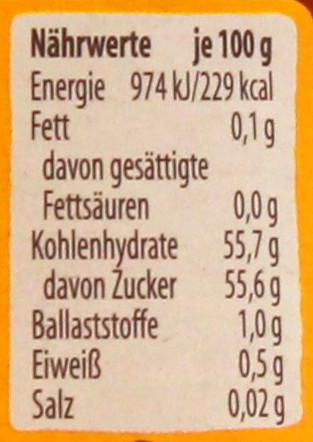 Nährwerte je 100 g
Energie 974 kJ/229 kcal
Fett 0,1 g
davon gesättigte
Fettsäuren 0,0 g
Kohlenhydrate 55,7 g
davon Zucker 55,6 g
Ballaststoffe 1,0 g
Eiweiß 0,5 g
Salz 0,02 g